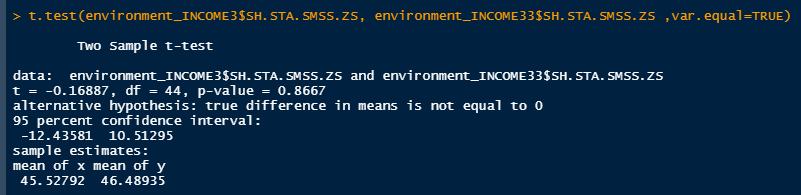 > t.test(environment_INCOME3$SH.STA.SMSS.ZS, environment_INCOME33$SH.STA.SMSS.ZS ,var.equal=TRUE)
Two Sample t-test
data: environment_INCOME3$SH.STA.SMSS.ZS and environment_INCOME33$SH.STA.SMSS.ZS
t = -0.16887, df = 44, p-value = 0.8667
alternative hypothesis: true difference in means is not equal to 0
95 percent confidence interval:
-12.43581 10.51295
sample estimates:
mean of x mean of y
45.52792 46.48935